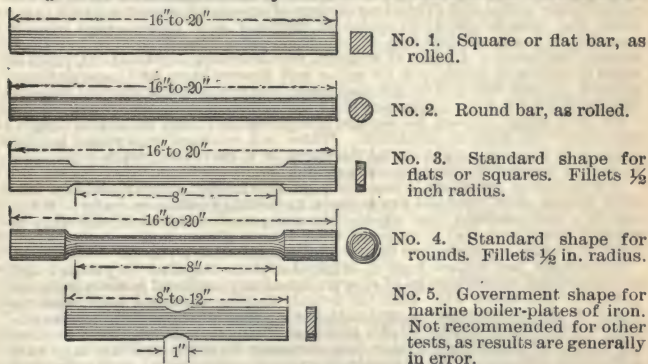 16″ to 20″
No. 1. Square or flat bar, as
rolled.
16″ to 20″
No. 2. Round bar, as rolled.
16″ to 20″
No. 3. Standard shape for
flats or squares. Fillets ½
inch radius.
8″
16″ to 20″
No. 4. Standard shape for
rounds. Fillets ½ in. radius.
8″
8″ to 12″
No. 5. Government shape for
marine boiler-plates of iron.
Not recommended for other
tests, as results are generally
in error.
1″